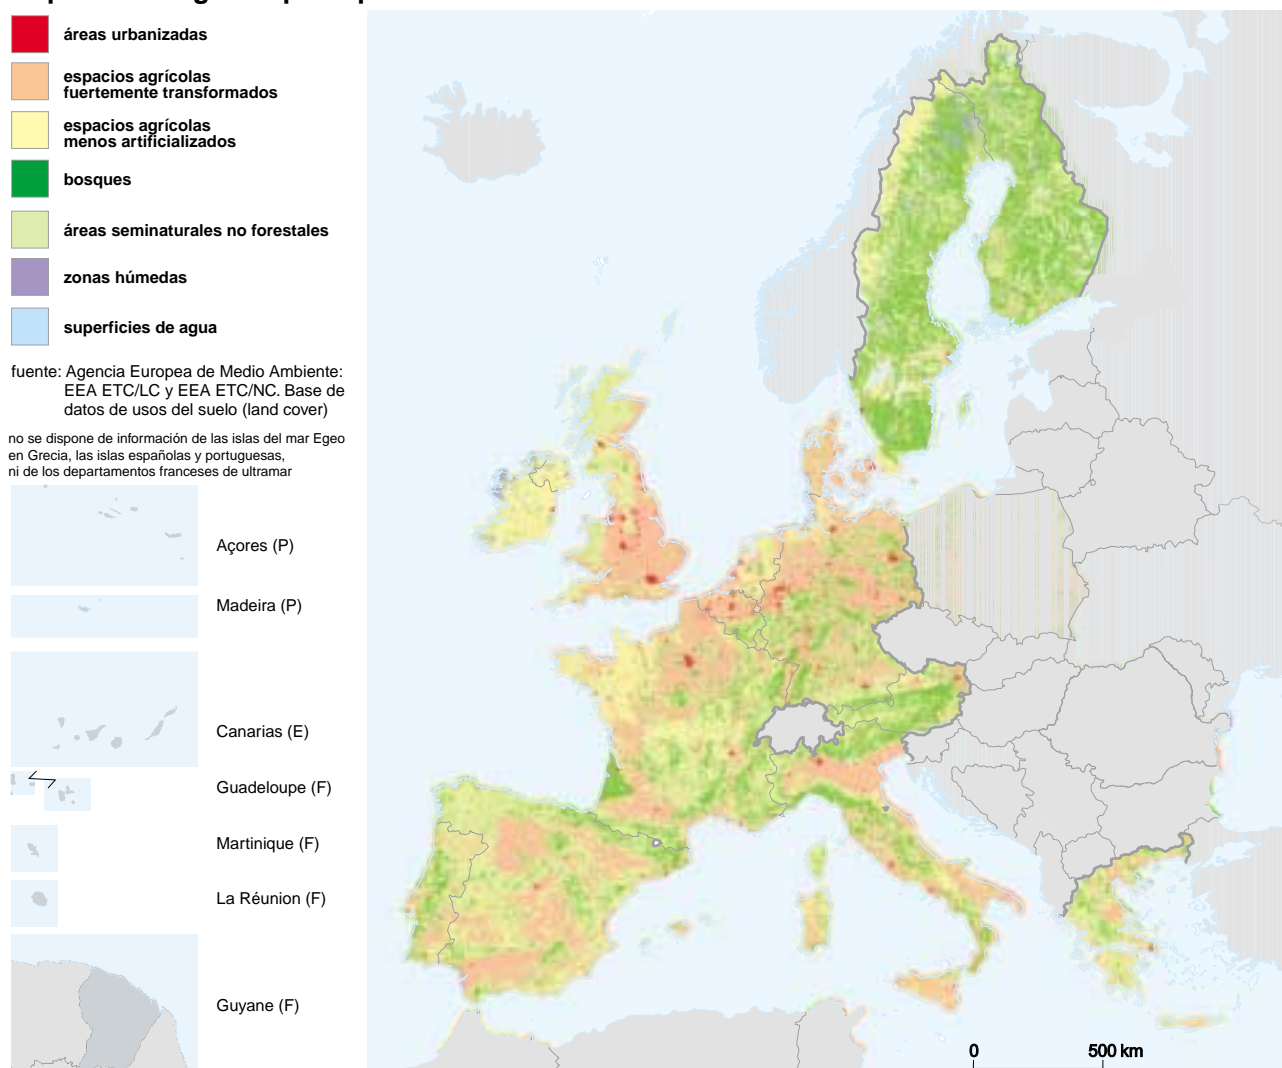 áreas urbanizadas
espacios agrícolas
fuertemente transformados
espacios agrícolas
menos artificializados
bosques
áreas seminaturales no forestales
zonas húmedas
superficies de agua
fuente: Agencia Europea de Medio Ambiente:
EEA ETC/LC y EEA ETC/NC. Base de
datos de usos del suelo (land cover)
no se dispone de información de las islas del mar Egeo
en Grecia, las islas españolas y portuguesas,
ni de los departamentos franceses de ultramar
Açores (P)
Madeira (P)
Canarias (E)
Guadeloupe (F)
Martinique (F)
La Réunion (F)
Guyane (F)
0 500 km